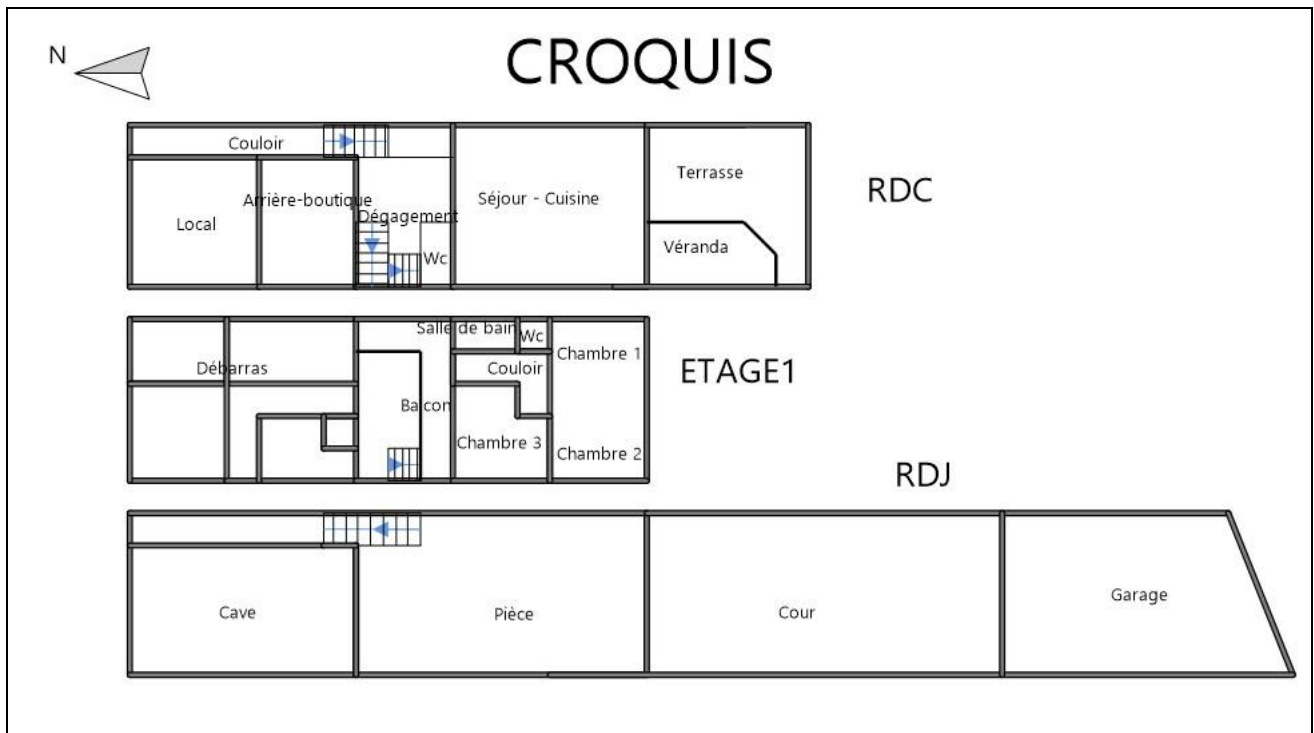 N
CROQUIS
Couloir
Terrasse
RDC
Arrière-boutique
Séjour - Cuisine
Local
Dégagement
Véranda
Wc
Salle de bain
Wc
Chambre 1
Débarras
Couloir
ETAGE1
Balcon
Chambre 3
Chambre 2
RDJ
Cave
Pièce
Cour
Garage